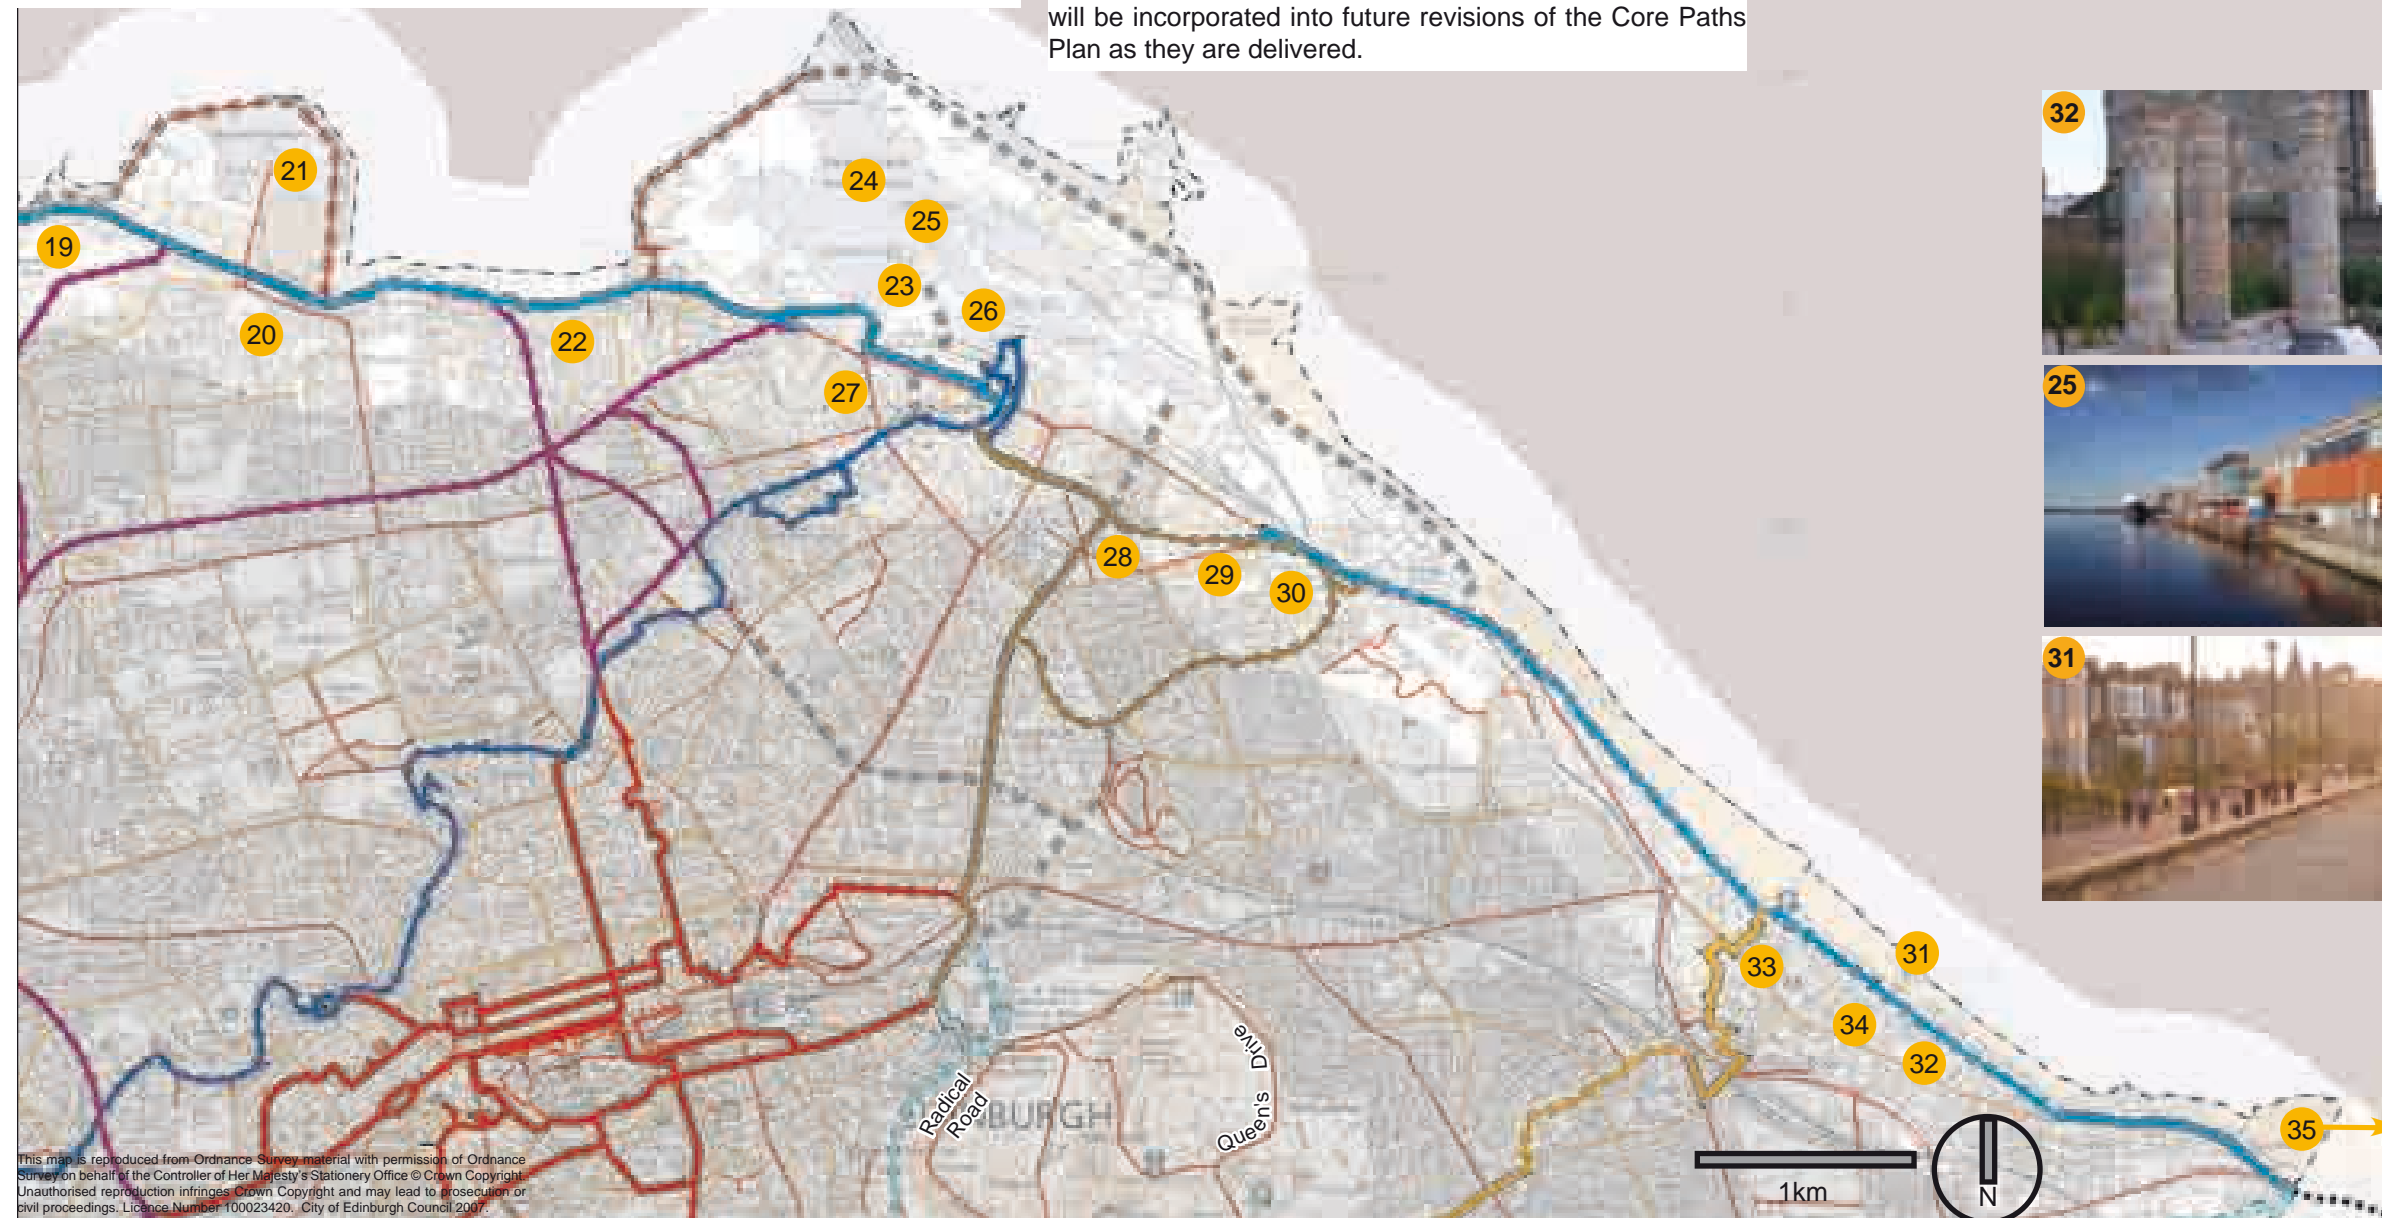 will be incorporated into future revisions of the Core Paths
Plan as they are delivered.
32
21
24
25
19
23
26
20
22
27
25
28
29
30
31
31
33
34
32
35
Queen's Drive
Radical
Road
BURGH
1km
N
This map is reproduced from Ordnance Survey material with permission of Ordnance
Survey on behalf of the Controller of Her Majesty's Stationery Office © Crown Copyright.
Unauthorised reproduction infringes Crown Copyright and may lead to prosecution or
civil proceedings. Licence Number 100023420. City of Edinburgh Council 2007.